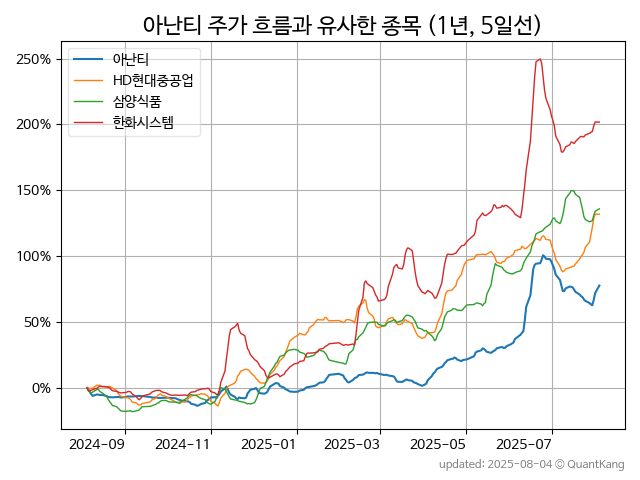 아난티 주가 흐름과 유사한 종목 (1년, 5일선)
250%
200%
150%
100%
50%
0%
아난티
HD현대중공업
삼양식품
한화시스템
2024-09
2024-11
2025-01
2025-03
2025-05
2025-07
updated: 2025-08-04 © QuantKang